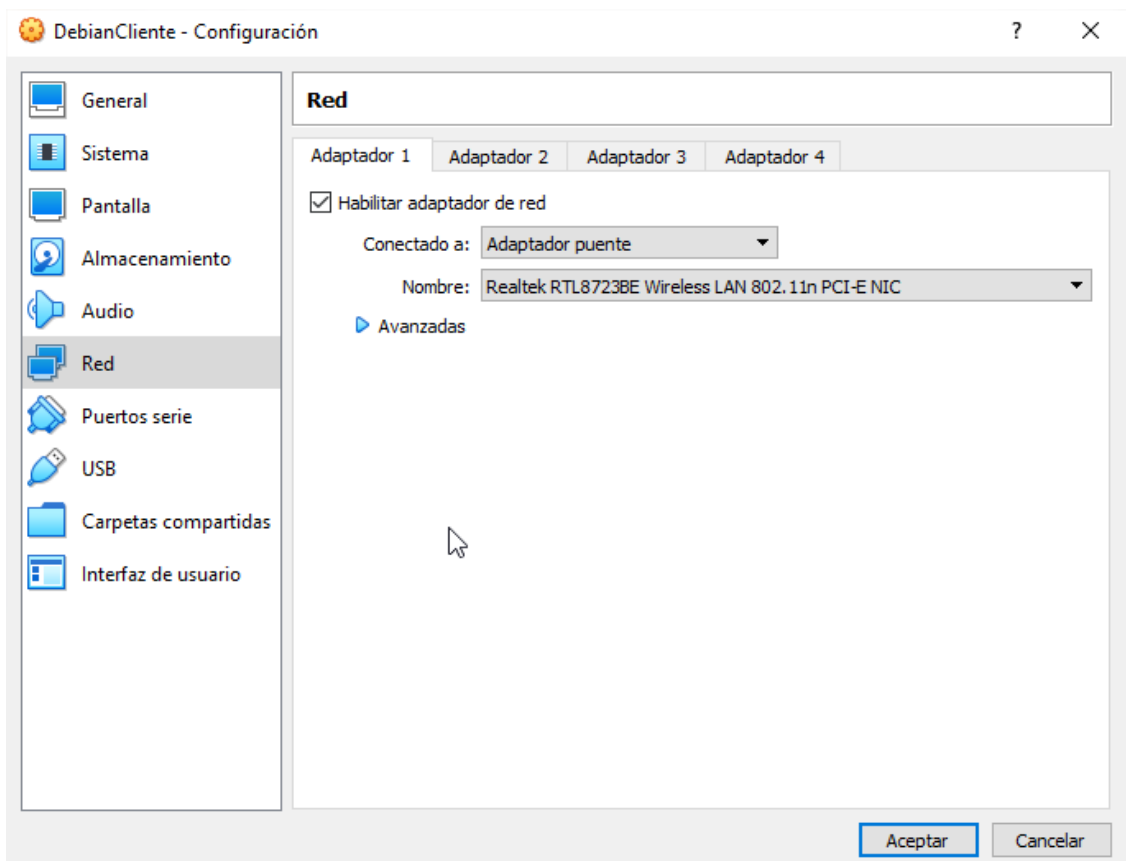 DebianCliente - Configuración
?
General
Sistema
Pantalla
Almacenamiento
Audio
Red
Puertos serie
USB
Carpetas compartidas
Interfaz de usuario
Red
Adaptador 1 Adaptador 2 Adaptador 3 Adaptador 4
Habilitar adaptador de red
Conectado a: Adaptador puente
Nombre: Realtek RTL8723BE Wireless LAN 802.11n PCI-E NIC
Avanzadas
Aceptar Cancelar